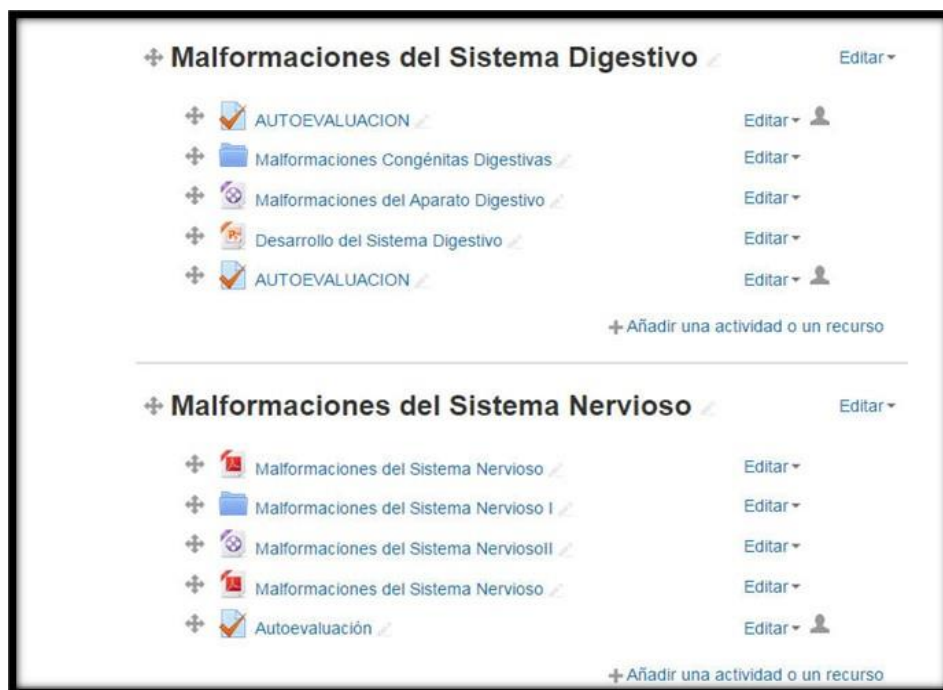 Malformaciones del Sistema Digestivo Editar
AUTOEVALUACION Editar
Malformaciones Congénitas Digestivas Editar
Malformaciones del Aparato Digestivo Editar
Desarrollo del Sistema Digestivo Editar
AUTOEVALUACION Editar
Añadir una actividad o un recurso
Malformaciones del Sistema Nervioso Editar
Malformaciones del Sistema Nervioso Editar
Malformaciones del Sistema Nervioso I Editar
Malformaciones del Sistema NerviosoII Editar
Malformaciones del Sistema Nervioso Editar
Autoevaluación Editar
Añadir una actividad o un recurso